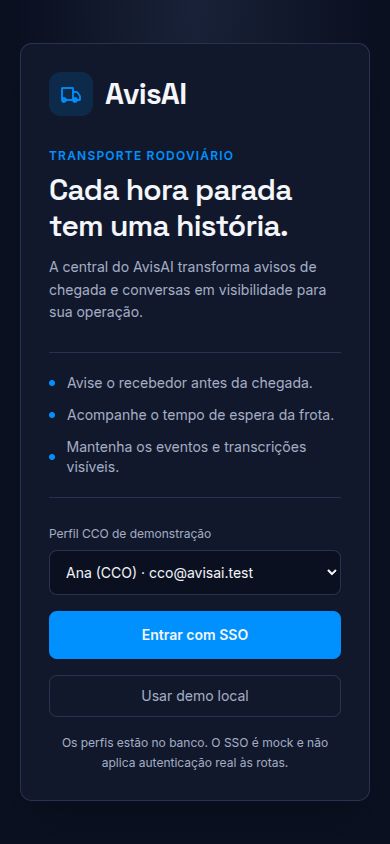 AvisAI
TRANSPORTE RODOVIÁRIO
Cada hora parada
tem uma história.
A central do AvisAI transforma avisos de
chegada e conversas em visibilidade para
sua operação.
Avise o recebedor antes da chegada.
Acompanhe o tempo de espera da frota.
Mantenha os eventos e transcrições
visíveis.
Perfil CCO de demonstração
Ana (CCO) · cco@avisai.test
Entrar com SSO
Usar demo local
Os perfis estão no banco. O SSO é mock e não
aplica autenticação real às rotas.